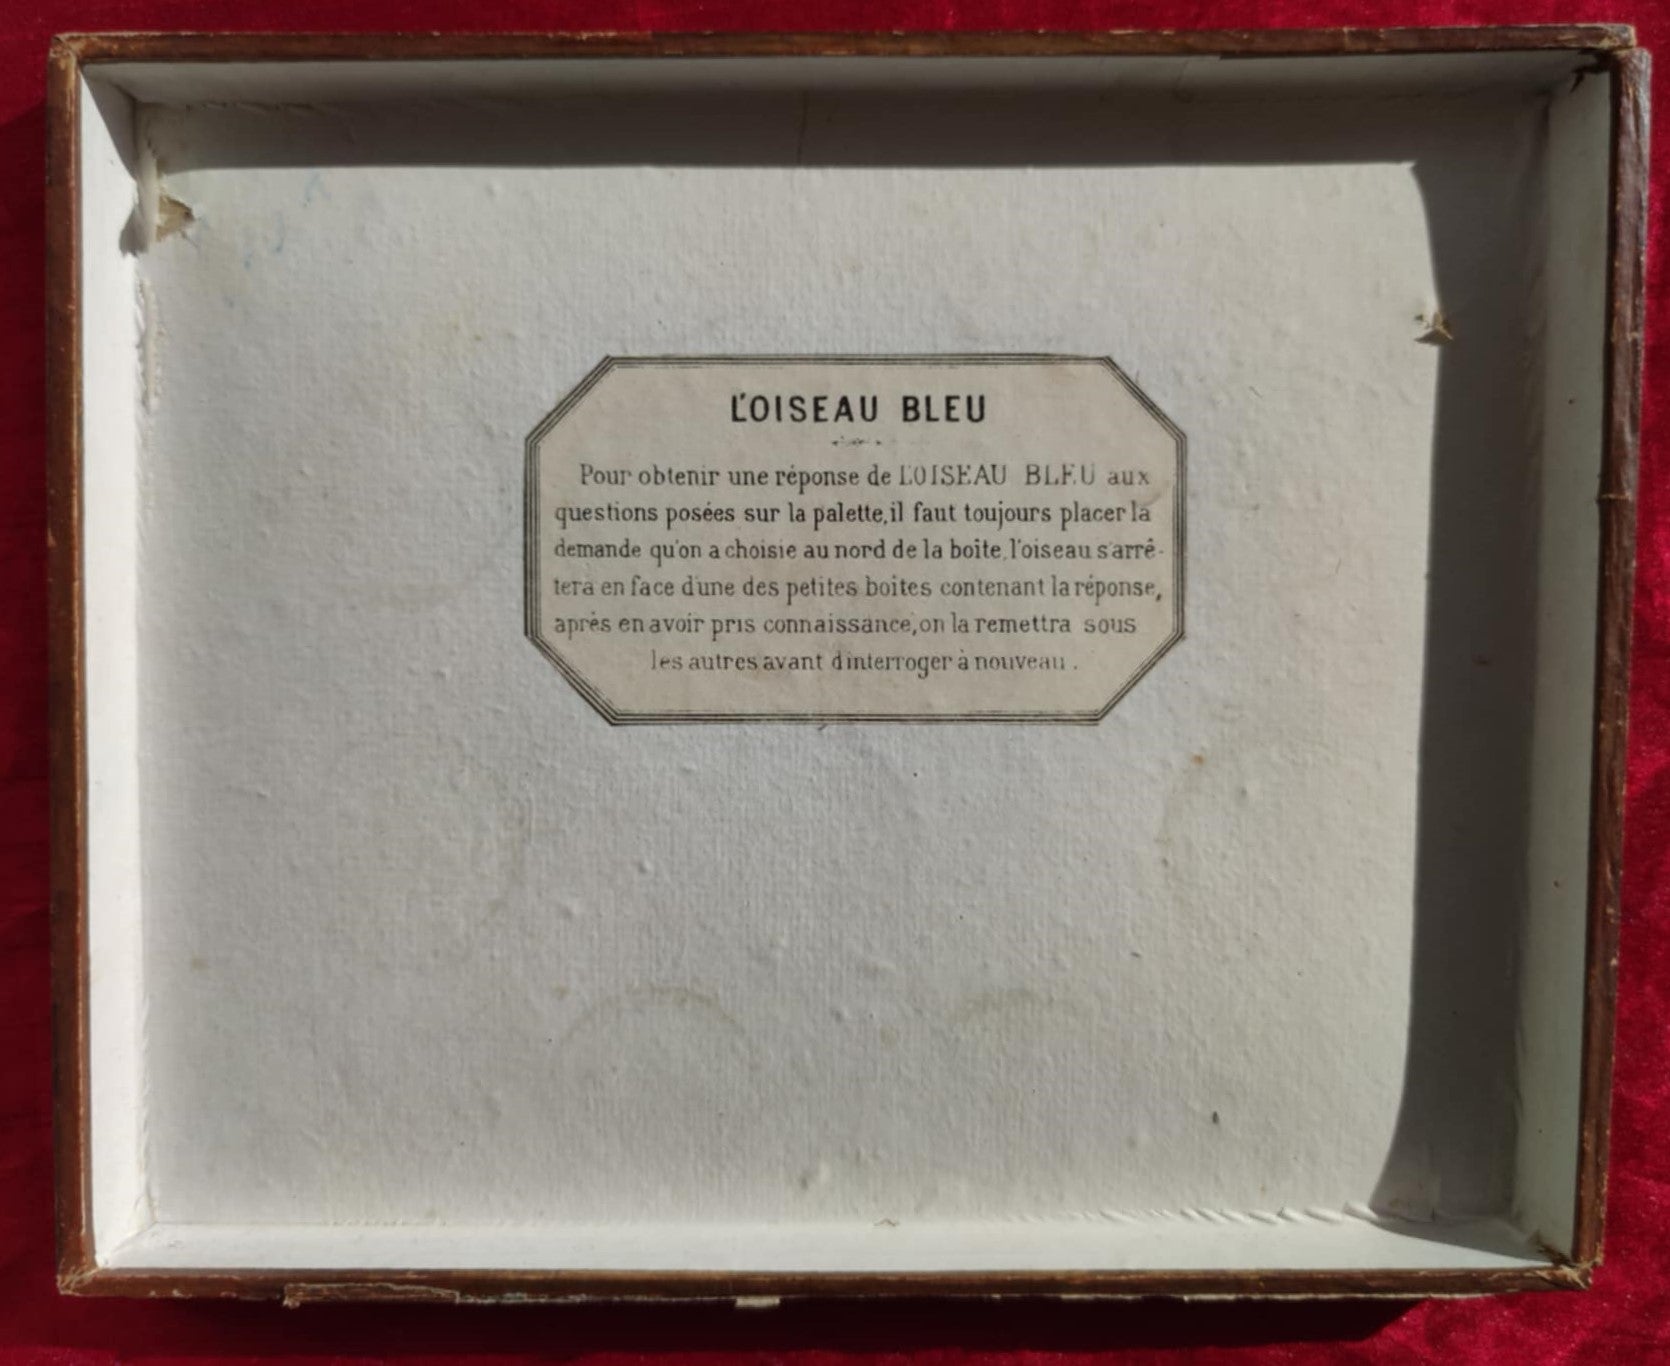 L'OISEAU BLEU
Pour obtenir une réponse de L'OISEAU BLEU aux
questions posées sur la palette, il faut toujours placer la
demande qu'on a choisie au nord de la boîte, l'oiseau s'arrê-
tera en face d'une des petites boîtes contenant la réponse,
après en avoir pris connaissance, on la remettra sous
les autres avant d'interroger à nouveau.